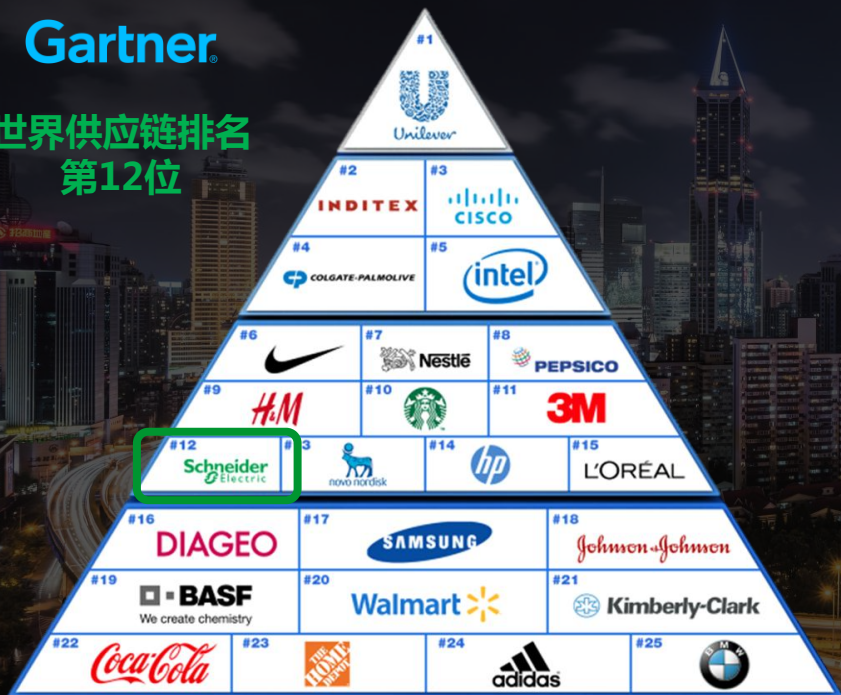 Gartner®
世界供应链排名
第12位
#1
Unilever
#2
INDITEX
#3
CISCO
#4
CP COLGATE-PALMOLIVE
#5
intel
#6
#7
Nestlé
#8
PEPSICO
#9
H&M
#10
#11
3M
#12
Schneider
Electric
#13
novo nordisk
#14
hp
#15
L'ORÉAL
#16
DIAGEO
#17
SAMSUNG
#18
Johnson & Johnson
#19
BASF
We create chemistry
#20
Walmart
#21
Kimberly-Clark
#22
Coca-Cola
#23
THE
HOME
DEPOT
#24
adidas
#25
BMW